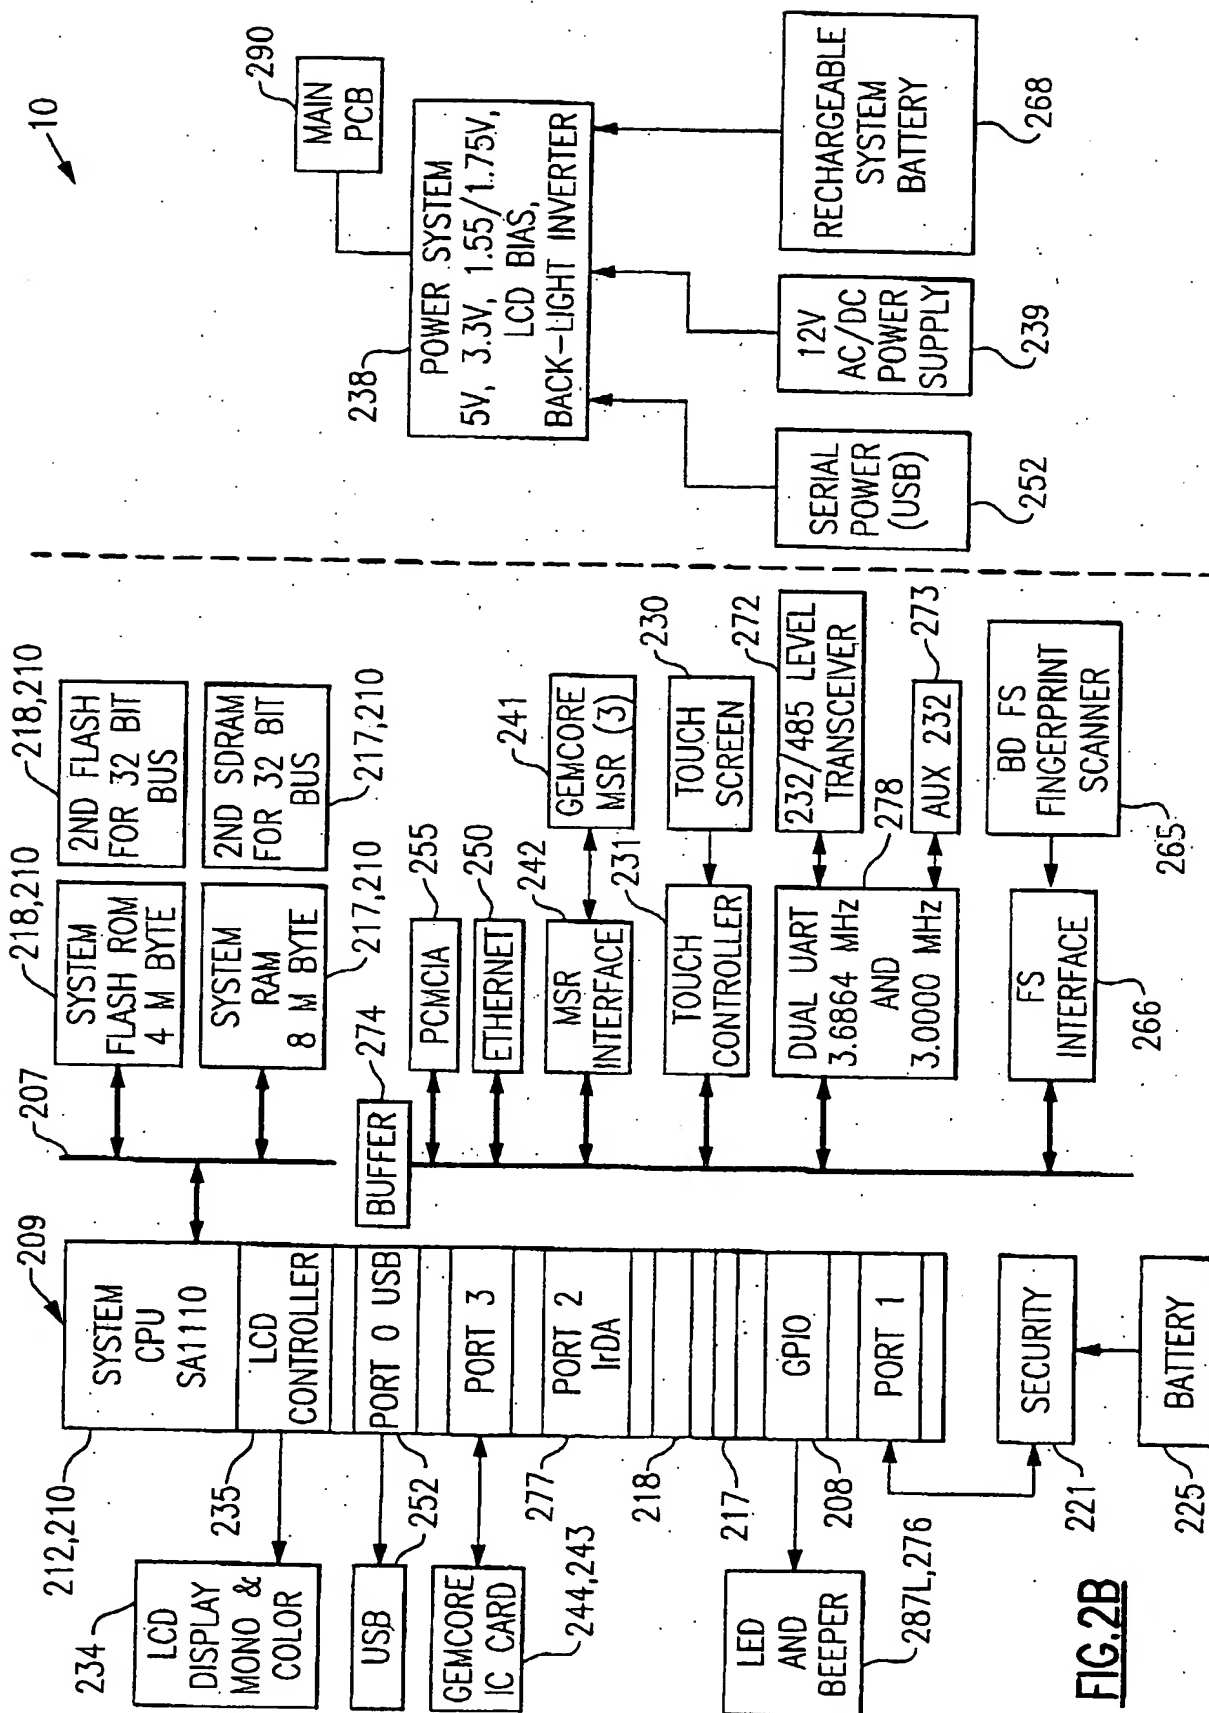 10
209
212,210
SYSTEM
CPU
SA1110
207
218,210
SYSTEM
FLASH ROM
4 M BYTE
218,210
2ND FLASH
FOR 32 BIT
BUS
SYSTEM
RAM
8 M BYTE
217,210
2ND SDRAM
FOR 32 BIT
BUS
217,210
290
MAIN
PCB
234
LCD
DISPLAY
MONO &
COLOR
235
LCD
CONTROLLER
USB
252
PORT 0 USB
274
BUFFER
255
PCMCIA
250
ETHERNET
238
POWER SYSTEM
5V, 3.3V, 1.55/1.75V,
LCD BIAS,
BACK-LIGHT INVERTER
GEMCORE
IC CARD
244,243
PORT 3
277
PORT 2
IrDA
242
MSR
INTERFACE
241
GEMCORE
MSR (3)
218
217
231
TOUCH
CONTROLLER
230
TOUCH
SCREEN
LED
AND
BEEPER
287L,276
GPIO
208
DUAL UART
3.6864 MHz
AND
3.0000 MHz
278
272
232/485 LEVEL
TRANSCEIVER
AUX 232
273
SERIAL
POWER
(USB)
252
12V
AC/DC
POWER
SUPPLY
239
RECHARGEABLE
SYSTEM
BATTERY
268
PORT 1
SECURITY
221
FS
INTERFACE
266
BD FS
FINGERPRINT
SCANNER
265
BATTERY
225
FIG.2B